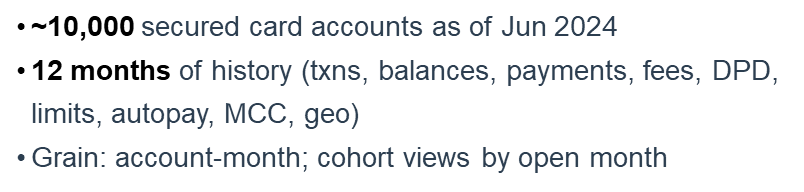 • ~10,000 secured card accounts as of Jun 2024
• 12 months of history (txns, balances, payments, fees, DPD,
limits, autopay, MCC, geo)
• Grain: account-month; cohort views by open month